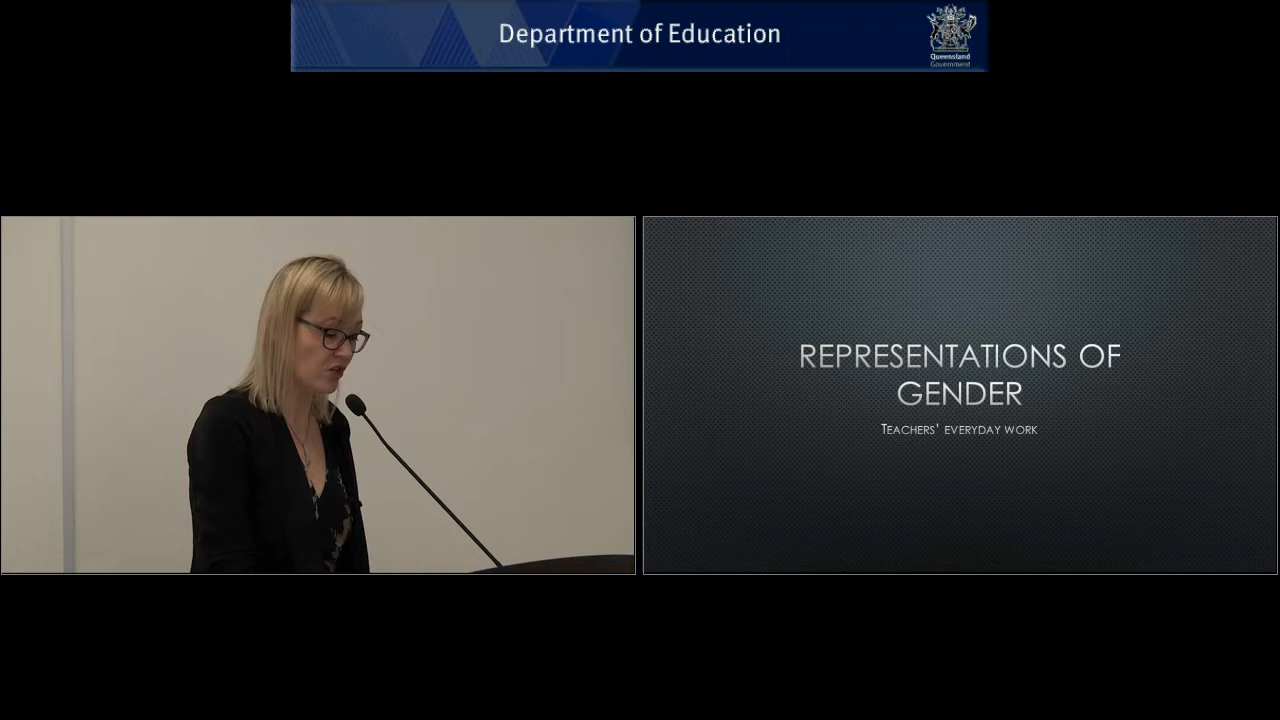 Department of Education
Queensland
Government
REPRESENTATIONS OF
GENDER
TEACHERS' EVERYDAY WORK